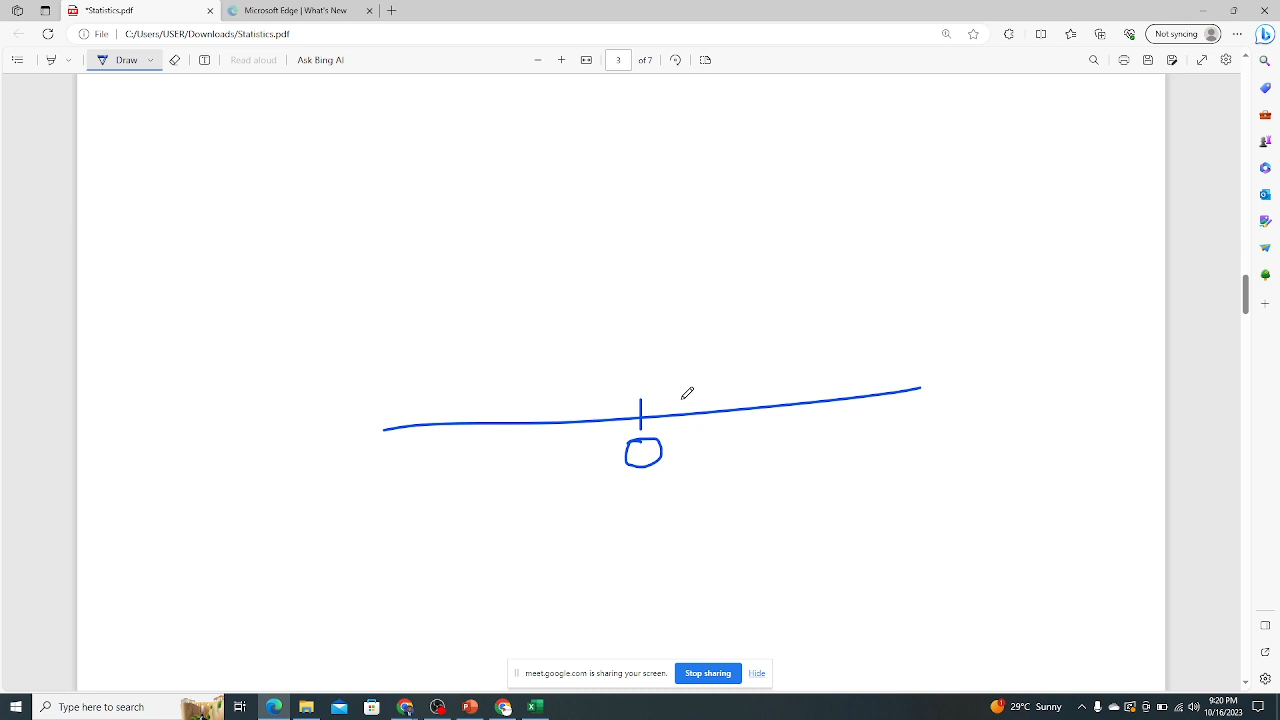 *Statistics.pdf
Microsoft Edge | What's New
File
C:/Users/USER/Downloads/Statistics.pdf
Not syncing
Draw
Read aloud
Ask Bing AI
3
of 7
0
meet.google.com is sharing your screen.
Stop sharing
Hide
Type here to search
29°C Sunny
9:20 PM
10/16/2023